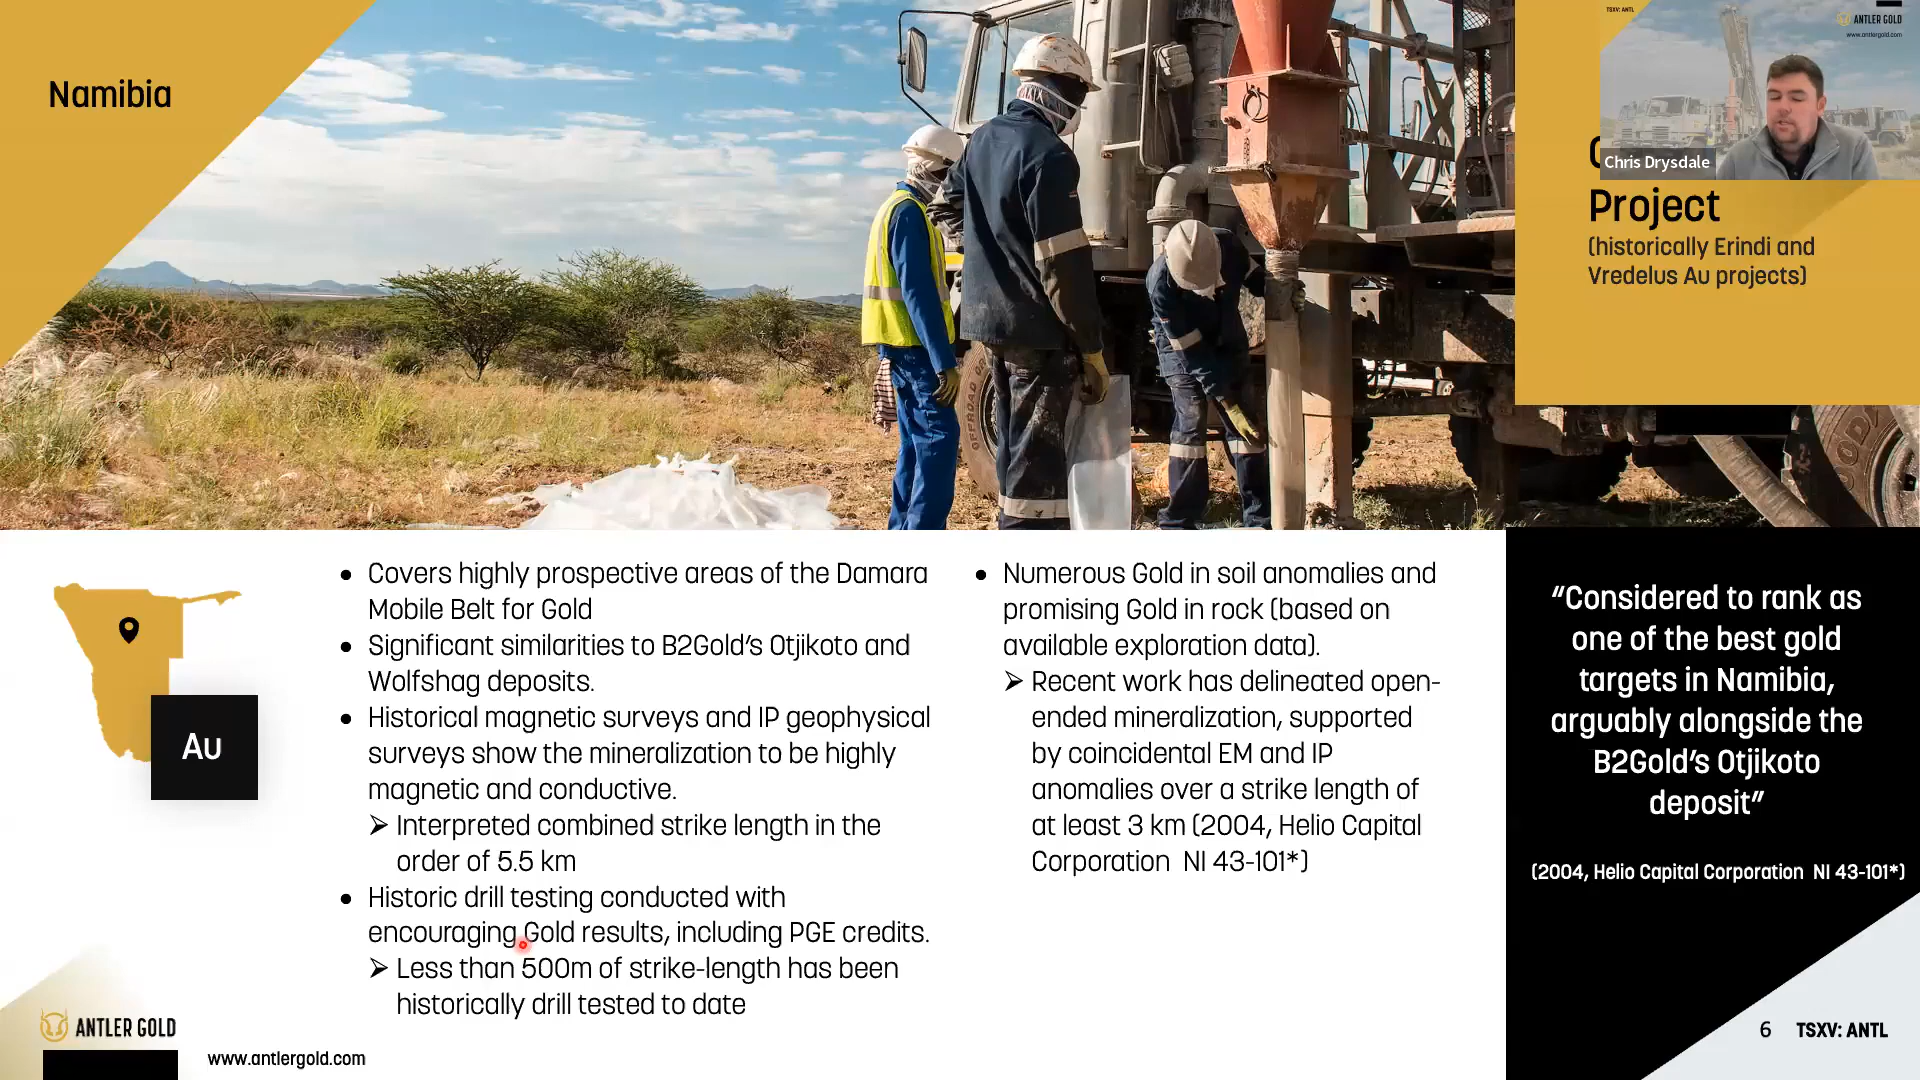 Namibia
TSXV: ANTL
ANTLER GOLD
www.antlergold.com
Chris Drysdale
Project
(historically Erindi and
Vredelus Au projects)
OFFROAD
Au
• Covers highly prospective areas of the Damara
Mobile Belt for Gold
• Significant similarities to B2Gold's Otjikoto and
Wolfshag deposits.
• Historical magnetic surveys and IP geophysical
surveys show the mineralization to be highly
magnetic and conductive.
➢ Interpreted combined strike length in the
order of 5.5 km
• Historic drill testing conducted with
encouraging Gold results, including PGE credits.
➢ Less than 500m of strike-length has been
historically drill tested to date
• Numerous Gold in soil anomalies and
promising Gold in rock (based on
available exploration data).
➢ Recent work has delineated open-
ended mineralization, supported
by coincidental EM and IP
anomalies over a strike length of
at least 3 km (2004, Helio Capital
Corporation NI 43-101*)
“Considered to rank as
one of the best gold
targets in Namibia,
arguably alongside the
B2Gold's Otjikoto
deposit”
(2004, Helio Capital Corporation NI 43-101*)
ANTLER GOLD
www.antlergold.com
6 TSXV: ANTL